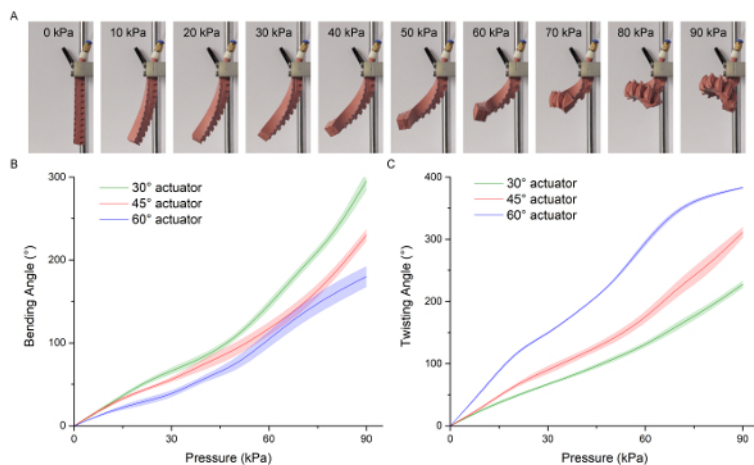 A
0 kPa 10 kPa 20 kPa 30 kPa 40 kPa 50 kPa 60 kPa 70 kPa 80 kPa 90 kPa
B
300
200
100
0
30° actuator
45° actuator
60° actuator
Bending Angle (°)
0 30 60 90
Pressure (kPa)
C
400
300
200
100
0
30° actuator
45° actuator
60° actuator
Twisting Angle (°)
0 30 60 90
Pressure (kPa)